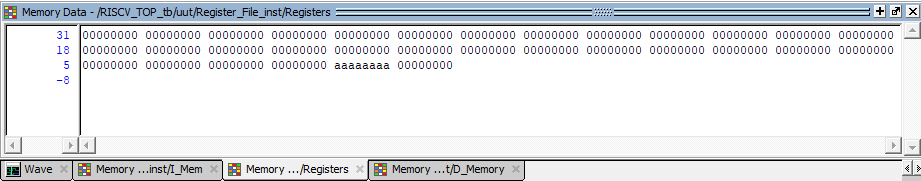 Memory Data - /RISCV_TOP_tb/uut/Register_File_inst/Registers
31 00000000 00000000 00000000 00000000 00000000 00000000 00000000 00000000 00000000 00000000 00000000 00000000 00000000
18 00000000 00000000 00000000 00000000 00000000 00000000 00000000 00000000 00000000 00000000 00000000 00000000 00000000
5 00000000 00000000 00000000 00000000 aaaaaaaa 00000000
-8
Wave Memory ...inst/I_Mem Memory .../Registers Memory ...t/D_Memory